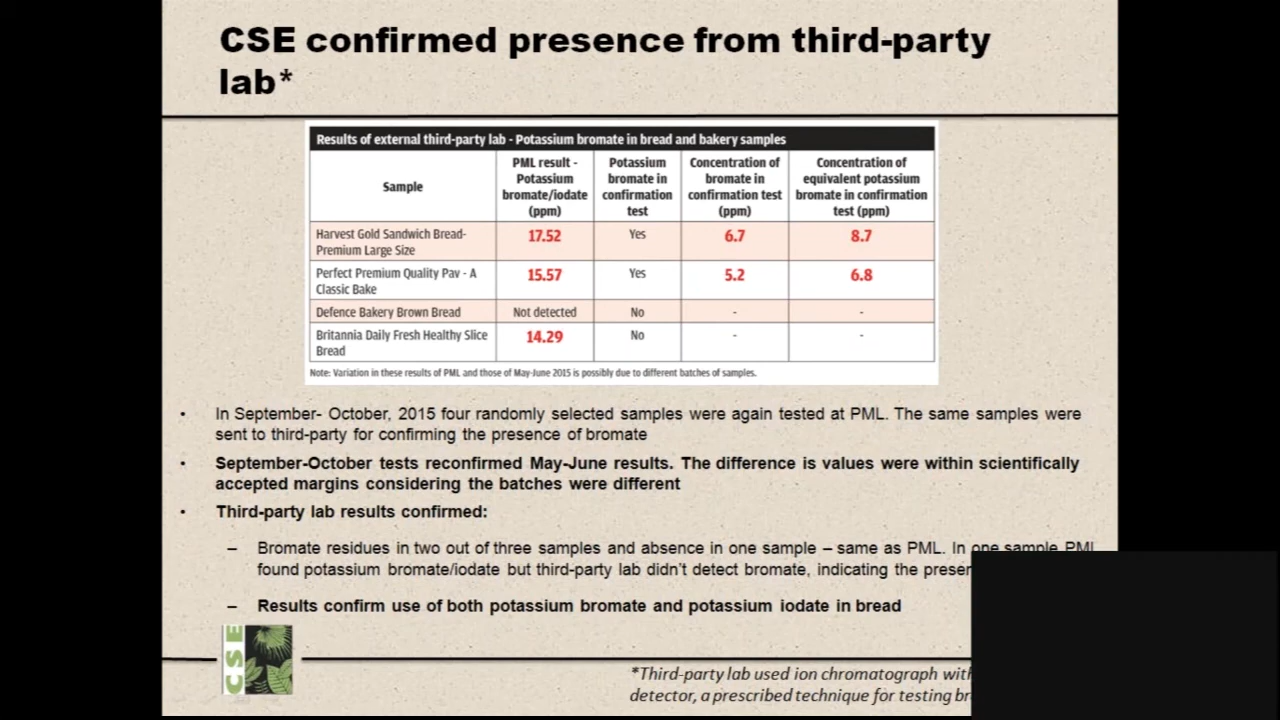 CSE confirmed presence from third-party
lab*
Results of external third-party lab - Potassium bromate in bread and bakery samples
Sample
PML result -
Potassium
bromate/iodate
(ppm)
Potassium
bromate in
confirmation
test
Concentration of
bromate in
confirmation test
(ppm)
Concentration of
equivalent potassium
bromate in confirmation
test (ppm)
Harvest Gold Sandwich Bread-
Premium Large Size
17.52
Yes
6.7
8.7
Perfect Premium Quality Pav - A
Classic Bake
15.57
Yes
5.2
6.8
Defence Bakery Brown Bread
Not detected
No
-
-
Britannia Daily Fresh Healthy Slice
Bread
14.29
No
-
-
Note: Variation in these results of PML and those of May-June 2015 is possibly due to different batches of samples.
• In September- October, 2015 four randomly selected samples were again tested at PML. The same samples were
sent to third-party for confirming the presence of bromate
• September-October tests reconfirmed May-June results. The difference is values were within scientifically
accepted margins considering the batches were different
• Third-party lab results confirmed:
– Bromate residues in two out of three samples and absence in one sample – same as PML. In one sample PML
found potassium bromate/iodate but third-party lab didn't detect bromate, indicating the
– Results confirm use of both potassium bromate and potassium iodate in bread
CSE
*Third-party lab used ion chromatograph with
detector, a prescribed technique for testing